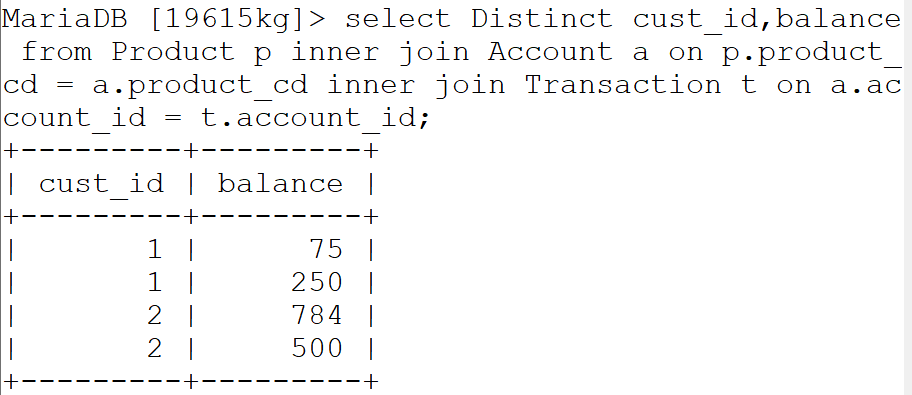 MariaDB [19615kg]> select Distinct cust_id,balance
 from Product p inner join Account a on p.product_
cd = a.product_cd inner join Transaction t on a.ac
count_id = t.account_id;
+---------+---------+
| cust_id | balance |
+---------+---------+
|       1 |      75 |
|       1 |     250 |
|       2 |     784 |
|       2 |     500 |
+---------+---------+